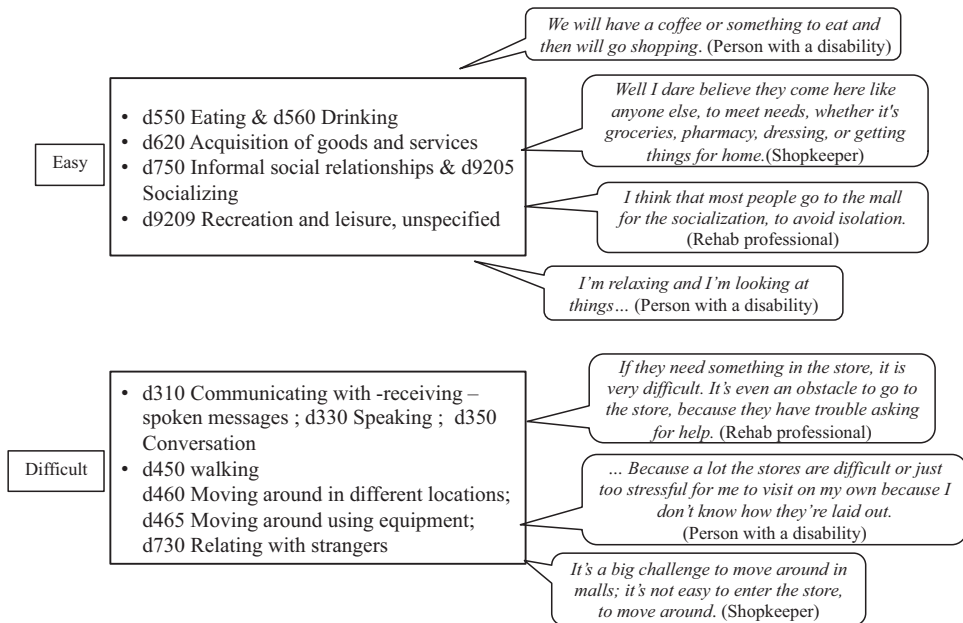 We will have a coffee or something to eat and
then will go shopping. (Person with a disability)
Easy
• d550 Eating & d560 Drinking
• d620 Acquisition of goods and services
• d750 Informal social relationships & d9205
Socializing
• d9209 Recreation and leisure, unspecified
Well I dare believe they come here like
anyone else, to meet needs, whether it's
groceries, pharmacy, dressing, or getting
things for home.(Shopkeeper)
I think that most people go to the mall
for the socialization, to avoid isolation.
(Rehab professional)
I'm relaxing and I'm looking at
things… (Person with a disability)
Difficult
• d310 Communicating with -receiving –
spoken messages ; d330 Speaking ; d350
Conversation
• d450 walking
d460 Moving around in different locations;
d465 Moving around using equipment;
d730 Relating with strangers
If they need something in the store, it is
very difficult. It's even an obstacle to go to
the store, because they have trouble asking
for help. (Rehab professional)
... Because a lot the stores are difficult or just
too stressful for me to visit on my own because I
don't know how they're laid out.
(Person with a disability)
It's a big challenge to move around in
malls; it's not easy to enter the store,
to move around. (Shopkeeper)